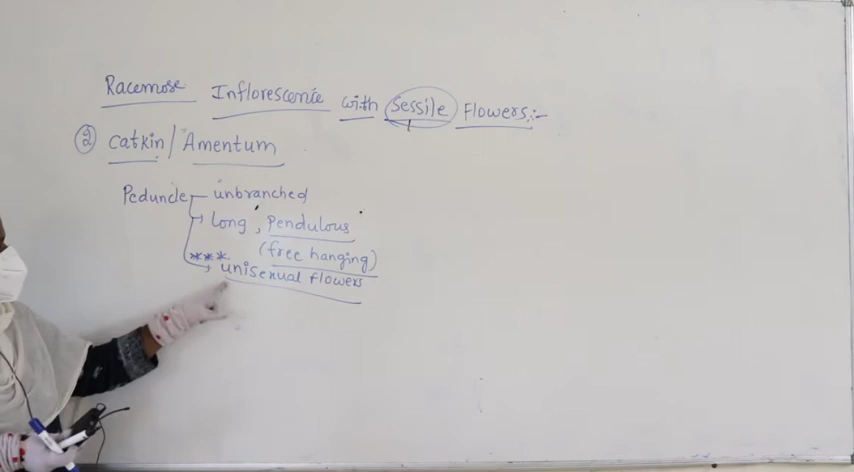 Racemose Inflorescence with Sessile Flowers:-
② Catkin/Amentum
Peduncle unbranched
Long, Pendulous
(free hanging)
*** unisexual flowers